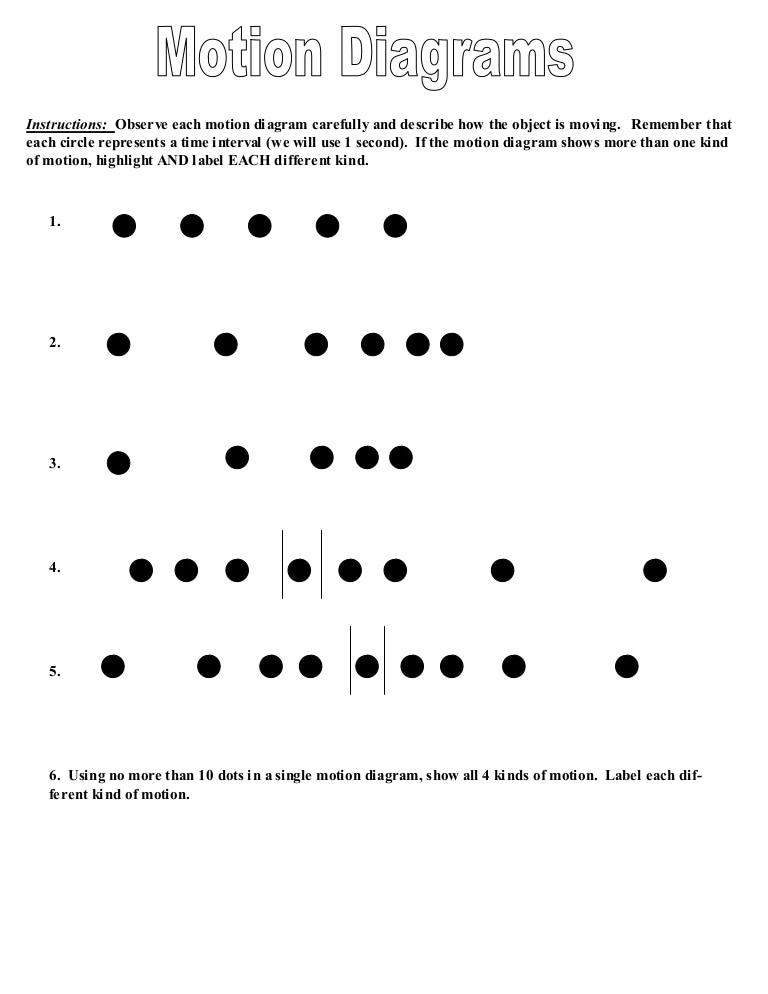 Motion Diagrams
Instructions: Observe each motion diagram carefully and describe how the object is moving. Remember that
each circle represents a time interval (we will use 1 second). If the motion diagram shows more than one kind
of motion, highlight AND label EACH different kind.
1.
2.
3.
4.
5.
6. Using no more than 10 dots in a single motion diagram, show all 4 kinds of motion. Label each dif-
ferent kind of motion.